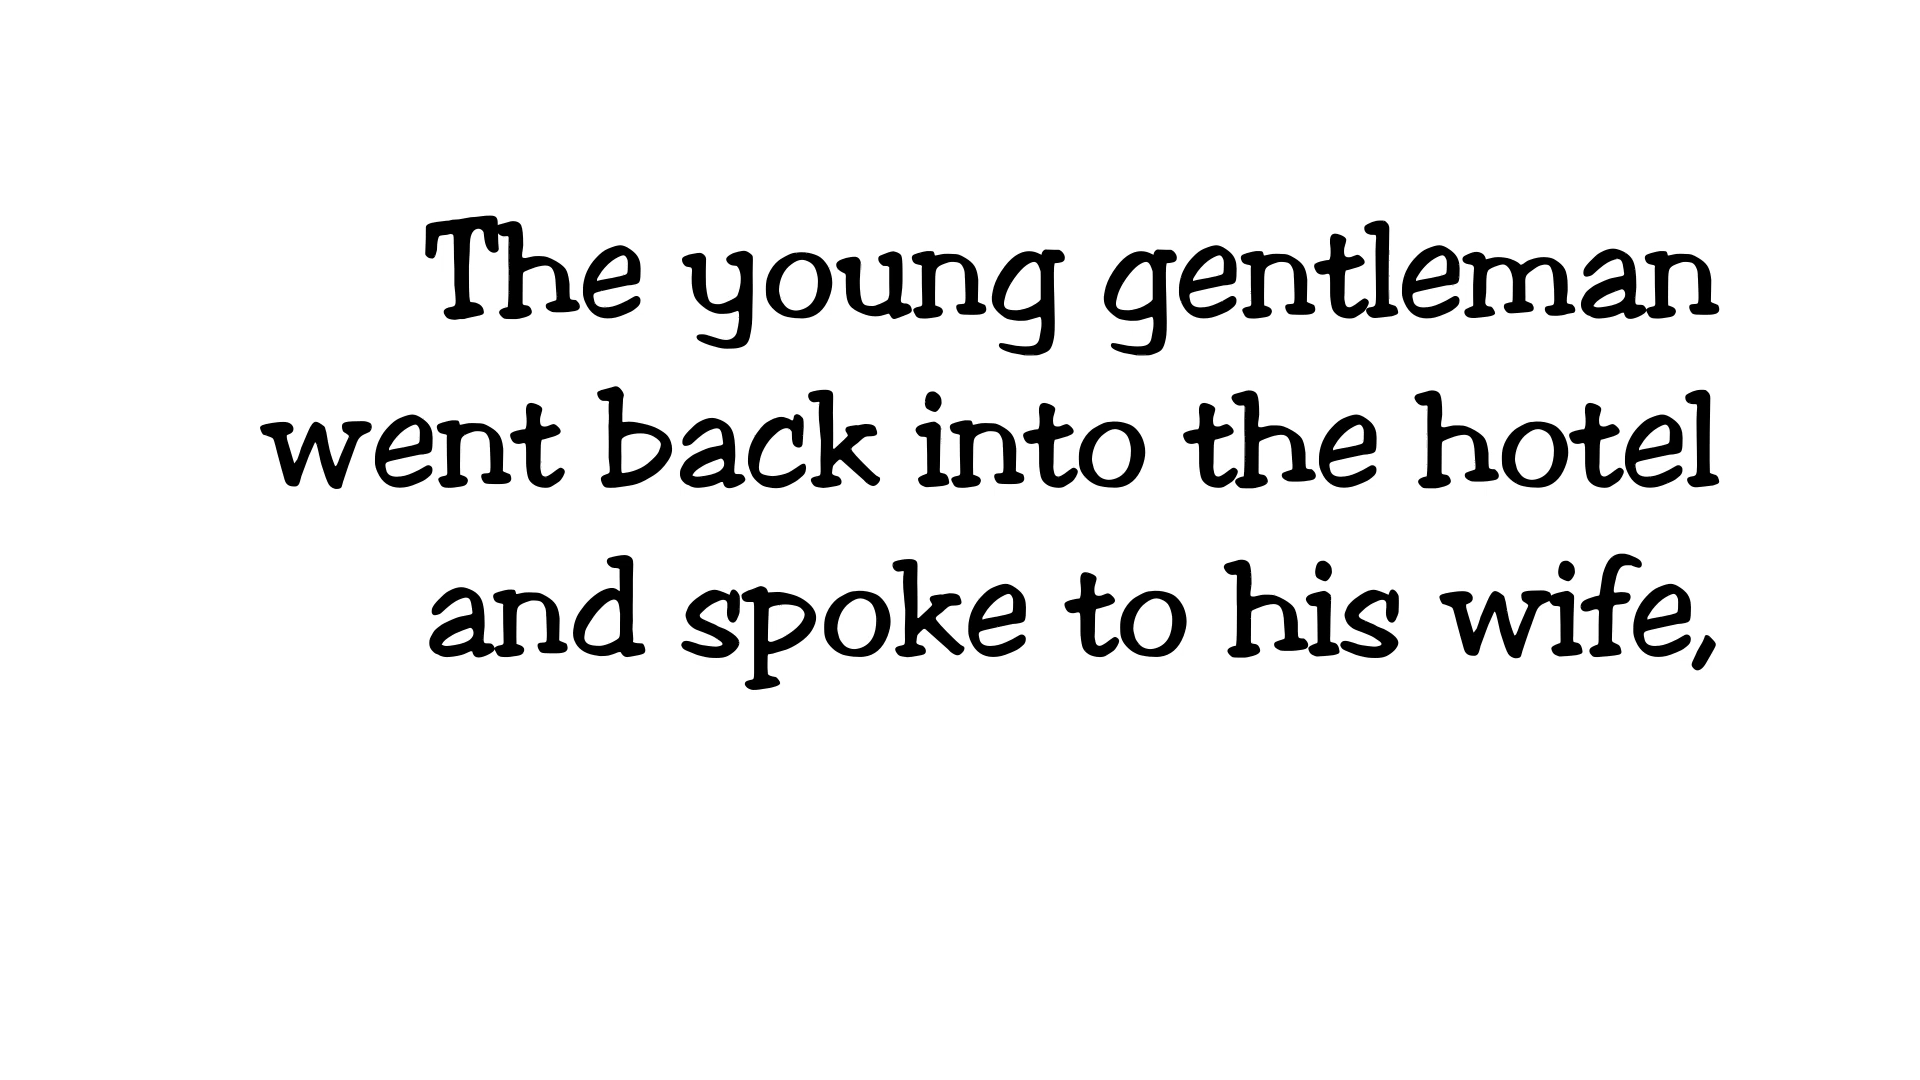 The young gentleman
went back into the hotel
and spoke to his wife,